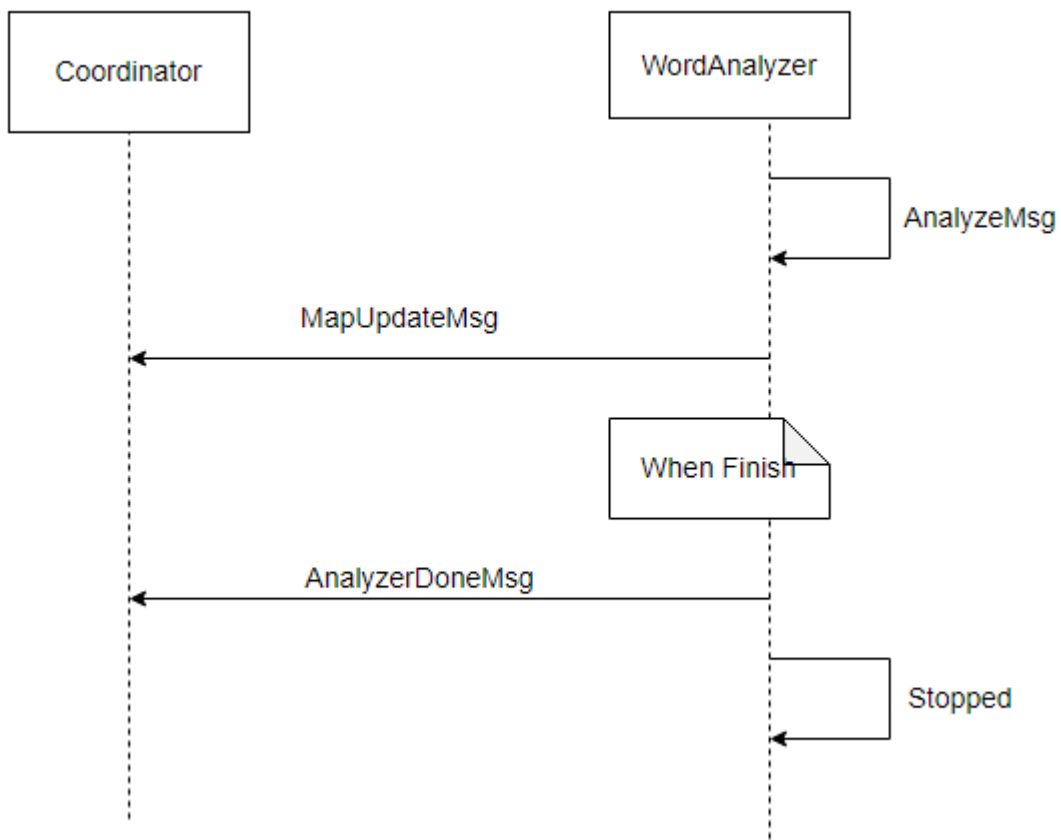 Coordinator
WordAnalyzer
AnalyzeMsg
MapUpdateMsg
When Finish
AnalyzerDoneMsg
Stopped